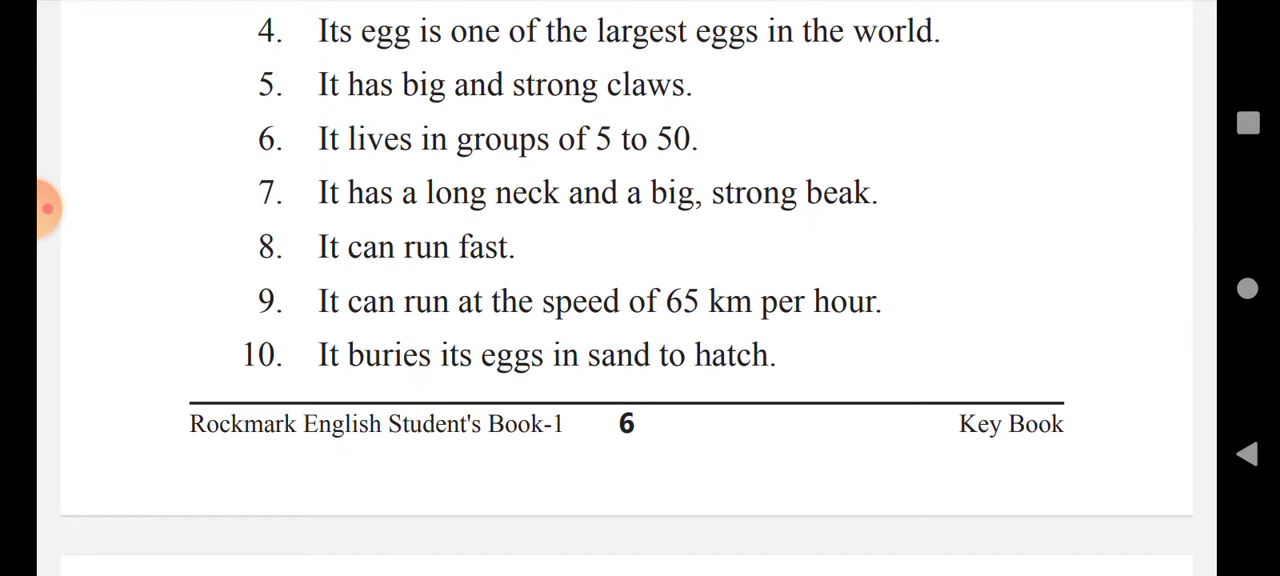 4. Its egg is one of the largest eggs in the world.
5. It has big and strong claws.
6. It lives in groups of 5 to 50.
7. It has a long neck and a big, strong beak.
8. It can run fast.
9. It can run at the speed of 65 km per hour.
10. It buries its eggs in sand to hatch.
Rockmark English Student's Book-1 6 Key Book